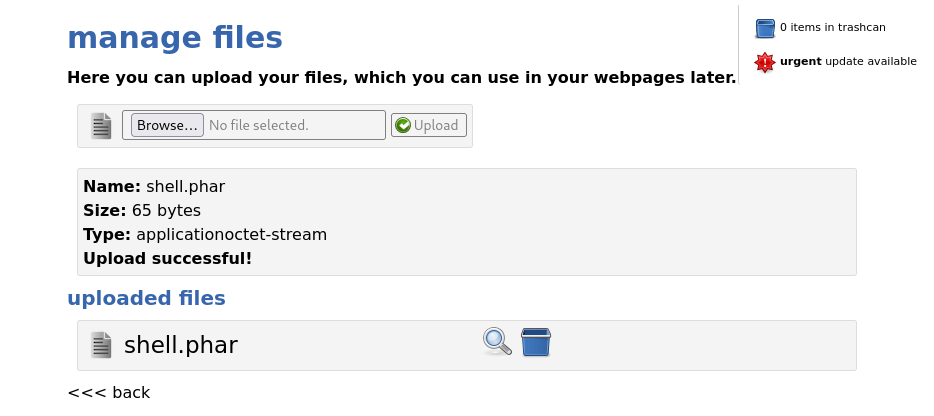 manage files
Here you can upload your files, which you can use in your webpages later.
0 items in trashcan
urgent update available
Browse... No file selected. Upload
Name: shell.phar
Size: 65 bytes
Type: applicationoctet-stream
Upload successful!
uploaded files
shell.phar
<<< back